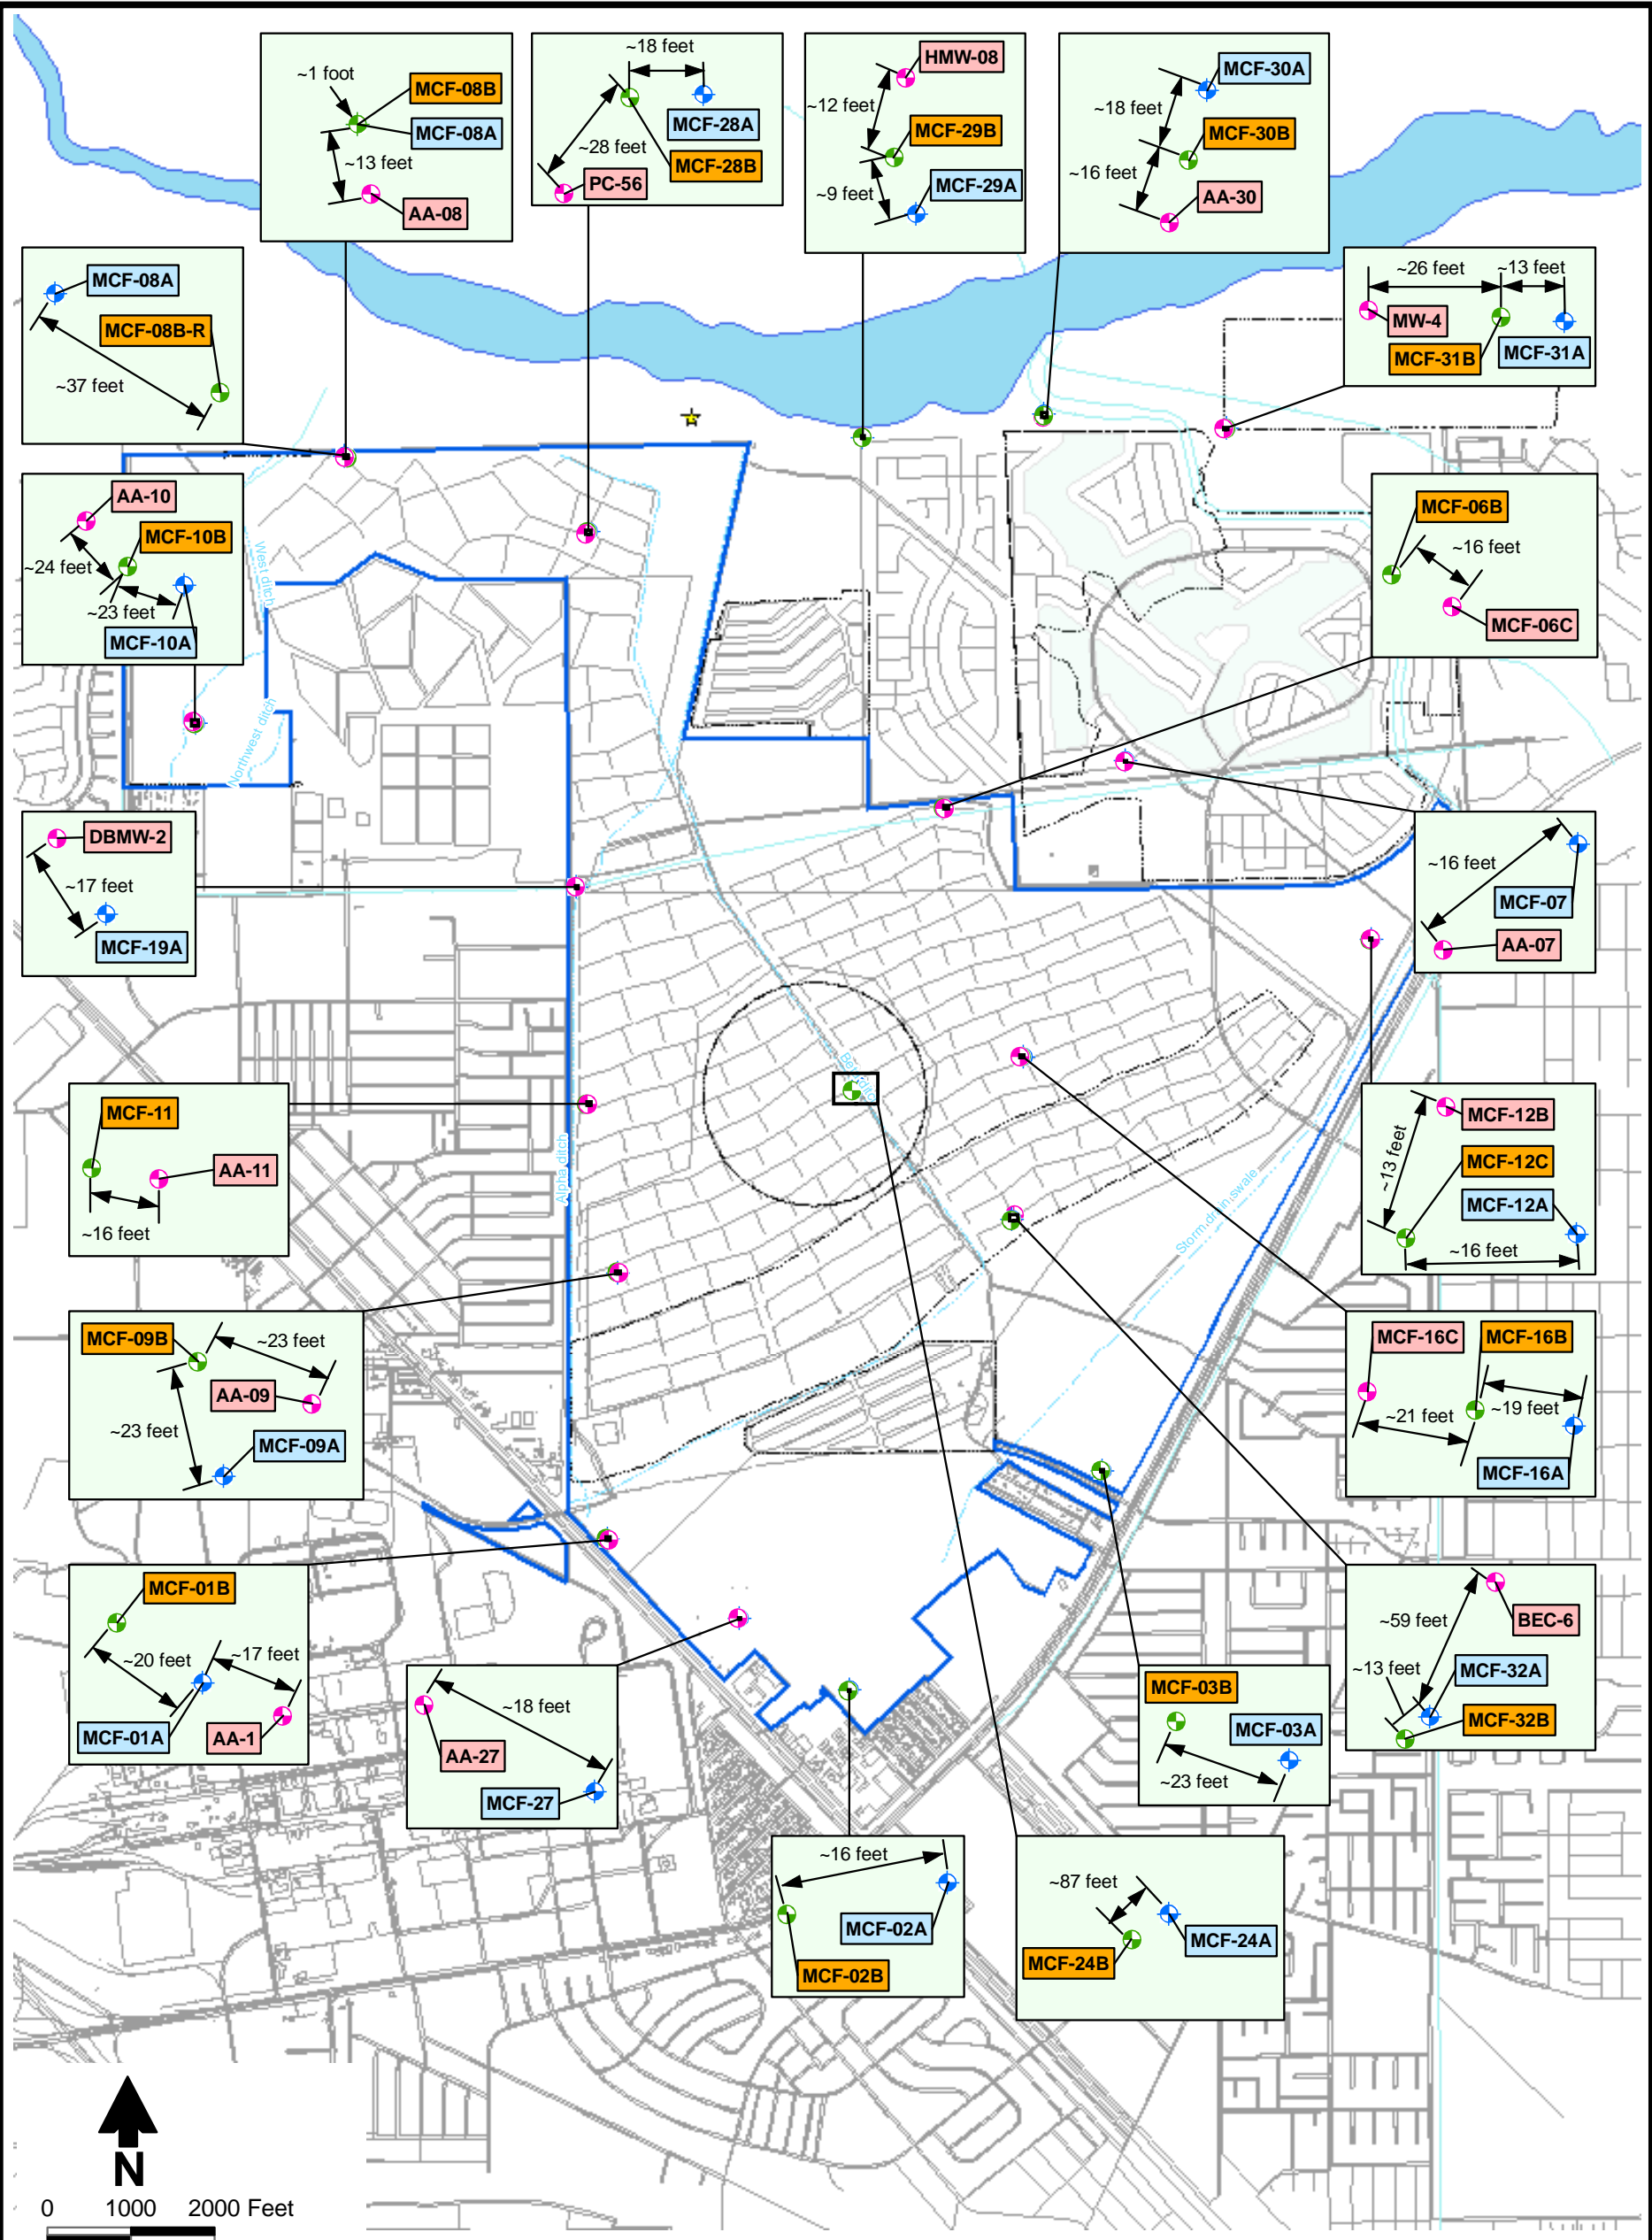 ~1 foot
MCF-08B
MCF-08A
~13 feet
AA-08
~18 feet
MCF-28A
~28 feet
MCF-28B
PC-56
HMW-08
~12 feet
MCF-29B
~9 feet
MCF-29A
MCF-30A
~18 feet
MCF-30B
~16 feet
AA-30
MCF-08A
MCF-08B-R
~37 feet
~26 feet
~13 feet
MW-4
MCF-31B
MCF-31A
AA-10
MCF-10B
~24 feet
~23 feet
MCF-10A
West ditch
Northwest ditch
MCF-06B
~16 feet
MCF-06C
DBMW-2
~17 feet
MCF-19A
~16 feet
MCF-07
AA-07
MCF-11
AA-11
~16 feet
Alpha ditch
Storm drain swale
MCF-12B
~13 feet
MCF-12C
MCF-12A
~16 feet
MCF-09B
~23 feet
AA-09
~23 feet
MCF-09A
MCF-16C
MCF-16B
~21 feet
~19 feet
MCF-16A
MCF-01B
~20 feet
~17 feet
MCF-01A
AA-1
~18 feet
AA-27
MCF-27
MCF-03B
MCF-03A
~23 feet
BEC-6
~59 feet
~13 feet
MCF-32A
MCF-32B
~16 feet
MCF-02A
MCF-02B
~87 feet
MCF-24A
MCF-24B
N
0 1000 2000 Feet